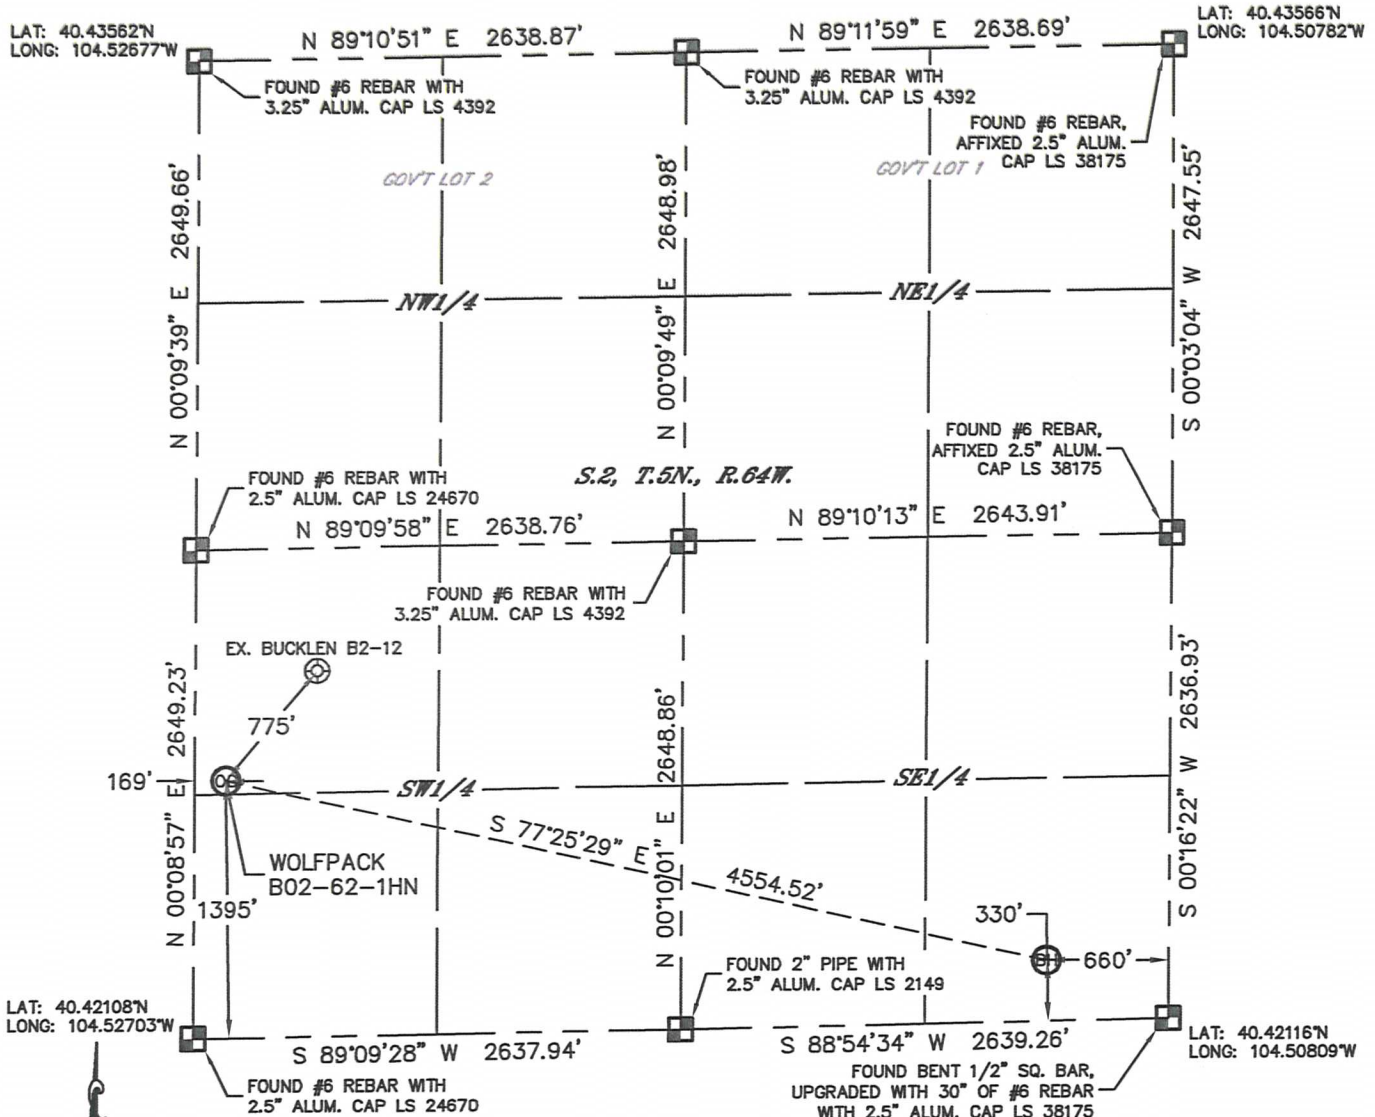 LAT: 40.43562°N
LONG: 104.52677°W
N 89°10'51" E 2638.87'
N 89°11'59" E 2638.69'
LAT: 40.43566°N
LONG: 104.50782°W
FOUND #6 REBAR WITH
3.25" ALUM. CAP LS 4392
FOUND #6 REBAR WITH
3.25" ALUM. CAP LS 4392
FOUND #6 REBAR,
AFFIXED 2.5" ALUM.
CAP LS 38175
GOV'T LOT 2
GOV'T LOT 1
N 00°09'39" E 2649.66'
N 00°09'49" E 2648.98'
S 00°03'04" W 2647.55'
NW1/4
NE1/4
FOUND #6 REBAR,
AFFIXED 2.5" ALUM.
CAP LS 38175
FOUND #6 REBAR WITH
2.5" ALUM. CAP LS 24670
S.2, T.5N., R.64W.
N 89°09'58" E 2638.76'
N 89°10'13" E 2643.91'
FOUND #6 REBAR WITH
3.25" ALUM. CAP LS 4392
EX. BUCKLEN B2-12
775'
169'
N 00°08'57" E 2649.23'
N 00°10'01" E 2648.86'
S 00°16'22" W 2636.93'
SW1/4
SE1/4
S 77°25'29" E 4554.52'
WOLFPACK
B02-62-1HN
1395'
330'
BH
660'
FOUND 2" PIPE WITH
2.5" ALUM. CAP LS 2149
LAT: 40.42108°N
LONG: 104.52703°W
S 89°09'28" W 2637.94'
S 88°54'34" W 2639.26'
LAT: 40.42116°N
LONG: 104.50809°W
FOUND #6 REBAR WITH
2.5" ALUM. CAP LS 24670
FOUND BENT 1/2" SQ. BAR,
UPGRADED WITH 30" OF #6 REBAR
WITH 2.5" ALUM. CAP LS 38175